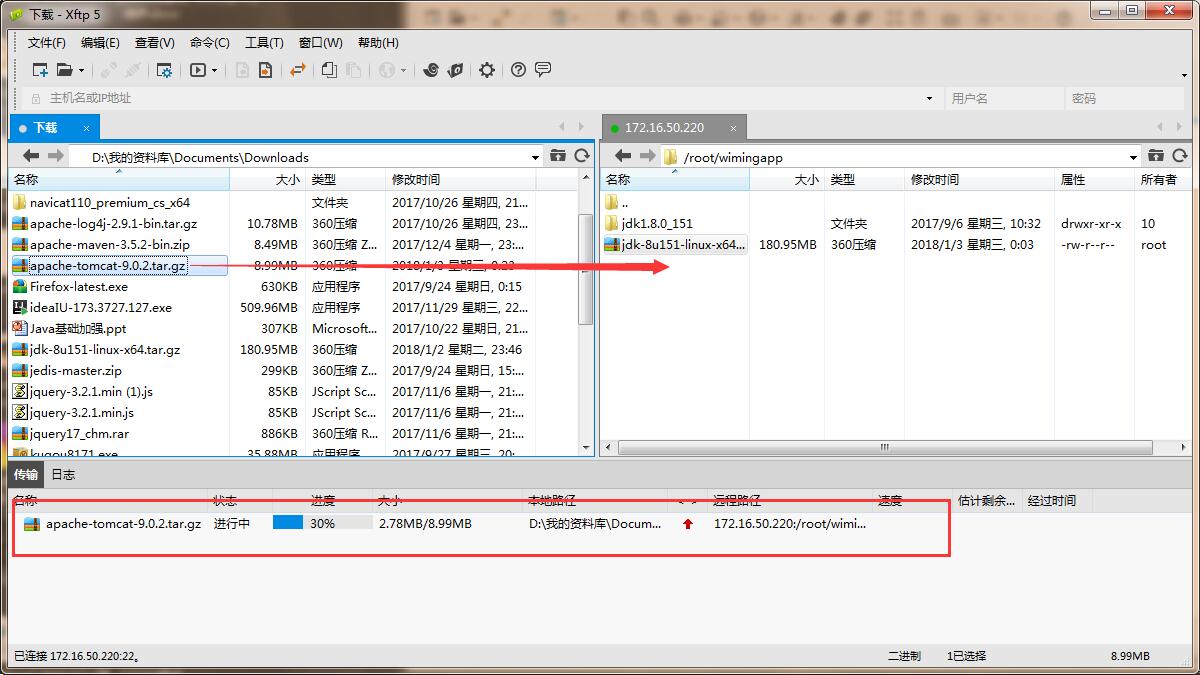 下载 - Xftp 5
文件(F) 编辑(E) 查看(V) 命令(C) 工具(T) 窗口(W) 帮助(H)
主机名或IP地址 用户名 密码
下载 × 172.16.50.220 ×
D:\我的资料库\Documents\Downloads /root/wimingapp
名称 大小 类型 修改时间 名称 大小 类型 修改时间 属性 所有者
navicat110_premium_cs_x64 文件夹 2017/10/26 星期四, 21... ..
apache-log4j-2.9.1-bin.tar.gz 10.78MB 360压缩 2017/10/26 星期四, 23... jdk1.8.0_151 文件夹 2017/9/6 星期三, 10:32 drwxr-xr-x 10
apache-maven-3.5.2-bin.zip 8.49MB 360压缩 Z... 2017/12/4 星期一, 23:... jdk-8u151-linux-x64... 180.95MB 360压缩 2018/1/3 星期三, 0:03 -rw-r--r-- root
apache-tomcat-9.0.2.tar.gz 8.99MB 360压缩 2018/1/3 星期三, 0:23
Firefox-latest.exe 630KB 应用程序 2017/9/24 星期日, 0:15
ideaIU-173.3727.127.exe 509.96MB 应用程序 2017/11/29 星期三, 22...
Java基础加强.ppt 307KB Microsoft... 2017/10/22 星期日, 21...
jdk-8u151-linux-x64.tar.gz 180.95MB 360压缩 2018/1/2 星期二, 23:46
jedis-master.zip 299KB 360压缩 Z... 2017/9/24 星期日, 15:...
jquery-3.2.1.min (1).js 85KB JScript Sc... 2017/11/6 星期一, 21:...
jquery-3.2.1.min.js 85KB JScript Sc... 2017/11/6 星期一, 21:...
jquery17_chm.rar 886KB 360压缩 R... 2017/11/6 星期一, 21:...
kugou8171.exe 35.88MB 应用程序 2017/9/27 星期三, 20:...
传输 日志
名称 状态 进度 大小 本地路径 <-> 远程路径 速度 估计剩余... 经过时间
apache-tomcat-9.0.2.tar.gz 进行中 30% 2.78MB/8.99MB D:\我的资料库\Docum... 172.16.50.220:/root/wimi...
已连接 172.16.50.220:22。 二进制 1已选择 8.99MB